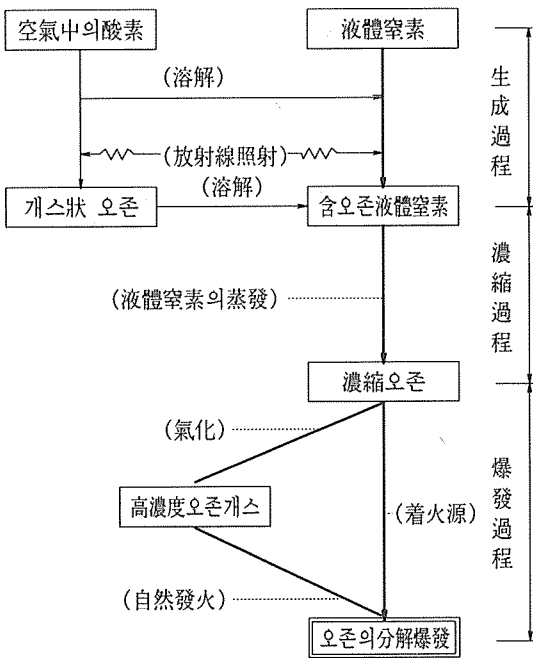 空氣中의酸素
液體窒素
(溶解)
(放射線照射)
(溶解)
개스狀 오존
含오존液體窒素
(液體窒素의蒸發)
濃縮오존
(氣化)
高濃度오존개스
(着火源)
(自然發火)
오존의分解爆發
生成過程
濃縮過程
爆發過程